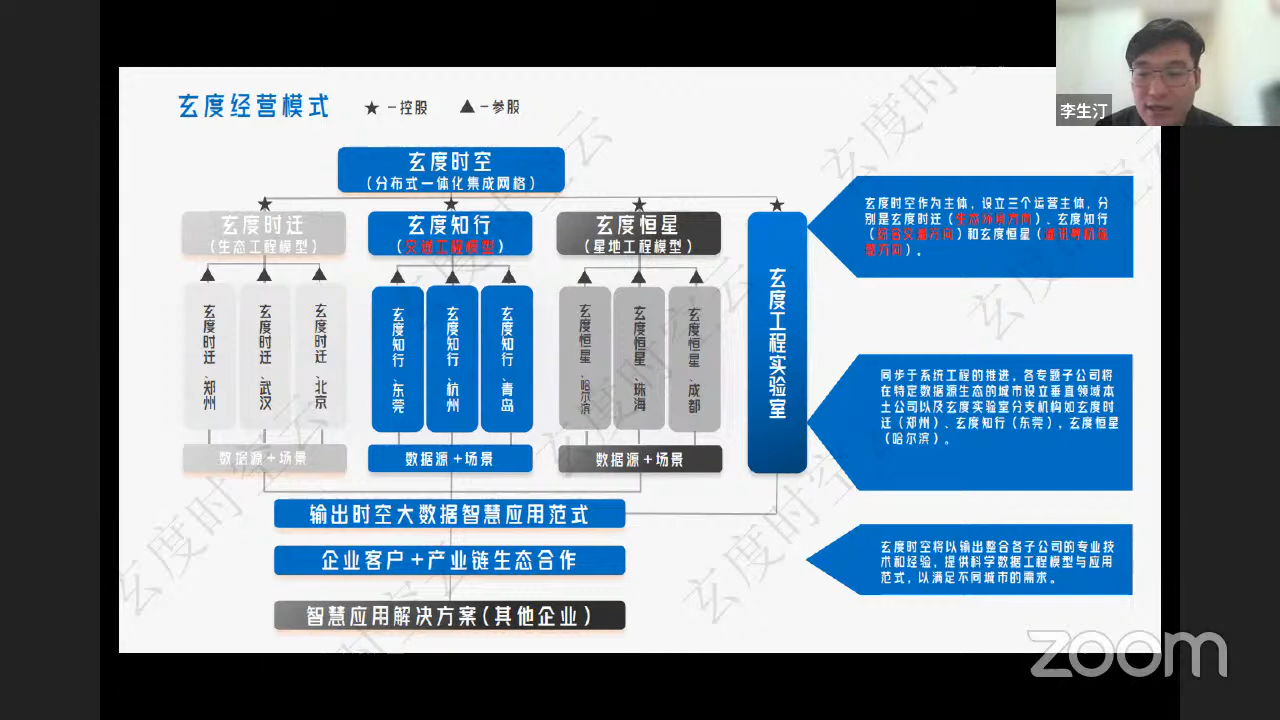 李生汀
玄度经营模式
★－控股
▲－参股
玄度时空
（分布式一体化集成网格）
玄度时迁
（生态工程模型）
玄度知行
（交通工程模型）
玄度恒星
（星地工程模型）
玄度工程实验室
玄度时迁、郑州
玄度时迁、武汉
玄度时迁、北京
玄度知行、东莞
玄度知行、杭州
玄度知行、青岛
玄度恒星、哈尔滨
玄度恒星、珠海
玄度恒星、成都
数据源＋场景
数据源＋场景
数据源＋场景
输出时空大数据智慧应用范式
企业客户＋产业链生态合作
智慧应用解决方案（其他企业）
玄度时空作为主体，设立三个运营主体，分
别是玄度时迁（生态环境方向）、玄度知行
（综合交通方向）和玄度恒星（
方向）。
同步于系统工程的推进，各专题子公司将
在特定数据源生态的城市设立垂直领域本
土公司以及玄度实验室分支机构如玄度时
迁（郑州）、玄度知行（东莞），玄度恒星
（哈尔滨）。
玄度时空将以输出整合各子公司的专业技
术和经验，提供科学数据工程模型与应用
范式，以满足不同城市的需求。
玄度时空云
zoom